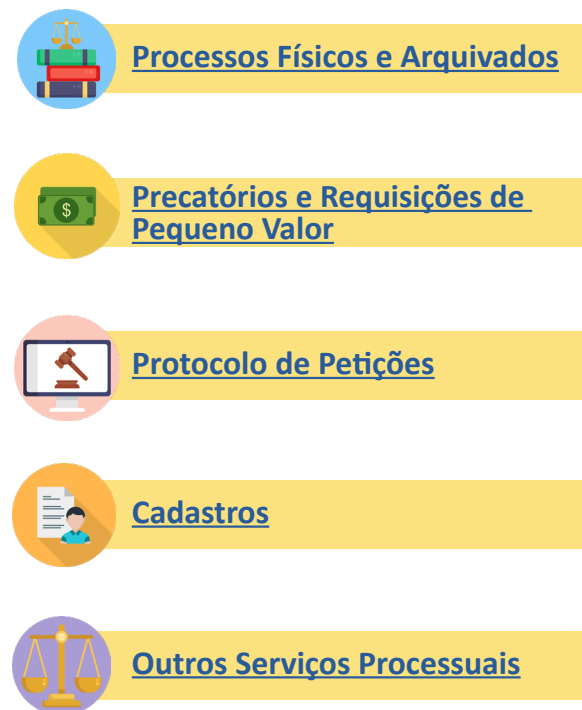 Processos Físicos e Arquivados
$
Precatórios e Requisições de
Pequeno Valor
Protocolo de Petições
Cadastros
Outros Serviços Processuais